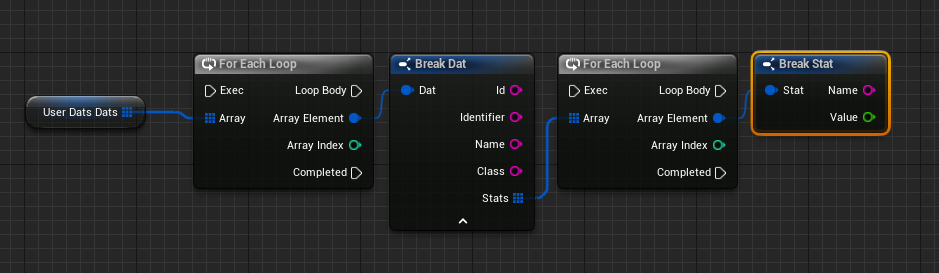 User Dats Dats
For Each Loop
Exec
Loop Body
Array
Array Element
Array Index
Completed
Break Dat
Dat
Id
Identifier
Name
Class
Stats
For Each Loop
Exec
Loop Body
Array
Array Element
Array Index
Completed
Break Stat
Stat
Name
Value